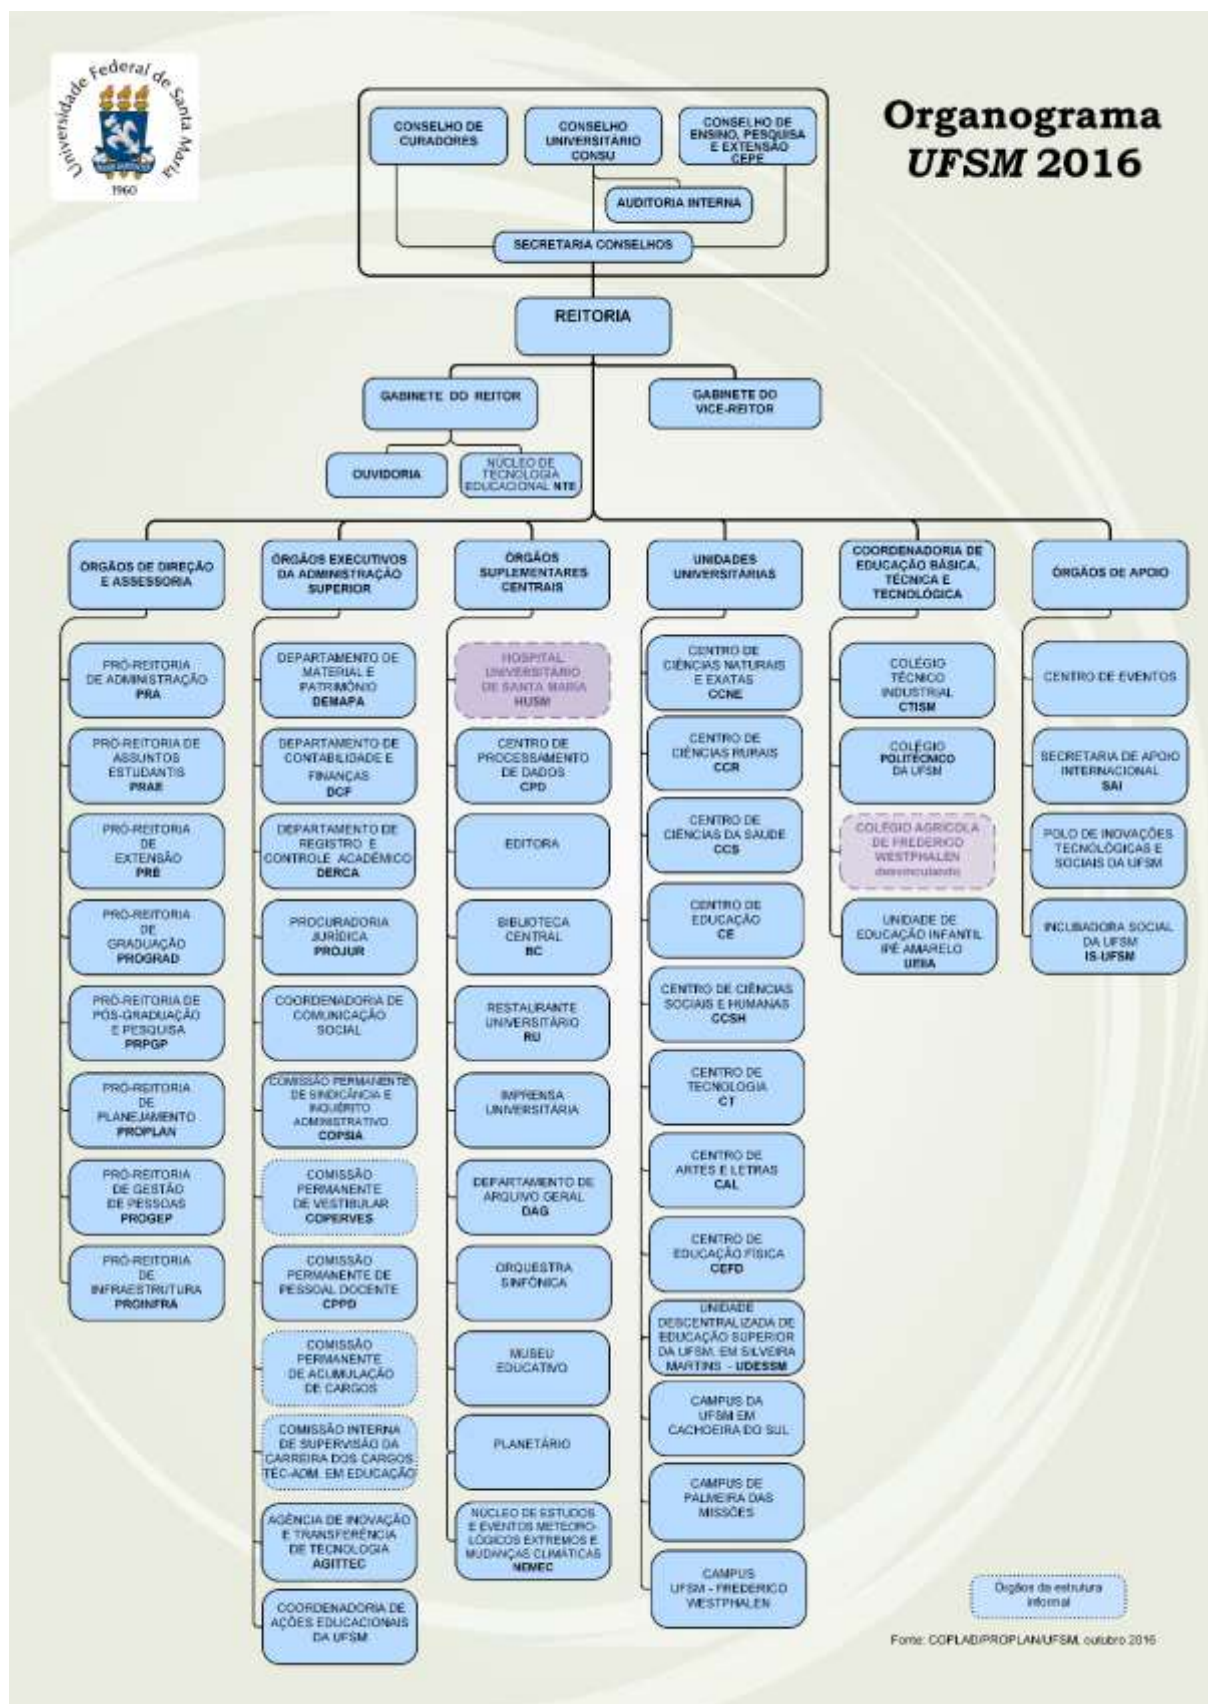 Universidade Federal de Santa Maria
1960
Organograma
UFSM 2016
CONSELHO DE
CURADORES
CONSELHO
UNIVERSITÁRIO
CONSU
CONSELHO DE
ENSINO, PESQUISA
E EXTENSÃO
CEPE
AUDITORIA INTERNA
SECRETARIA CONSELHOS
REITORIA
GABINETE DO REITOR
GABINETE DO
VICE-REITOR
OUVIDORIA
NÚCLEO DE
TECNOLOGIA
EDUCACIONAL NTE
ÓRGÃOS DE DIREÇÃO
E ASSESSORIA
ÓRGÃOS EXECUTIVOS
DA ADMINISTRAÇÃO
SUPERIOR
ÓRGÃOS
SUPLEMENTARES
CENTRAIS
UNIDADES
UNIVERSITÁRIAS
COORDENADORIA DE
EDUCAÇÃO BÁSICA,
TÉCNICA E
TECNOLÓGICA
ÓRGÃOS DE APOIO
PRÓ-REITORIA
DE ADMINISTRAÇÃO
PRA
PRÓ-REITORIA DE
ASSUNTOS
ESTUDANTIS
PRAE
PRÓ-REITORIA
DE
EXTENSÃO
PRE
PRÓ-REITORIA
DE
GRADUAÇÃO
PROGRAD
PRÓ-REITORIA DE
PÓS-GRADUAÇÃO
E PESQUISA
PRPGP
PRÓ-REITORIA
DE
PLANEJAMENTO
PROPLAN
PRÓ-REITORIA
DE GESTÃO
DE PESSOAS
PROGEP
PRÓ-REITORIA
DE
INFRAESTRUTURA
PROINFRA
DEPARTAMENTO DE
MATERIAL E
PATRIMÔNIO
DEMAPA
DEPARTAMENTO DE
CONTABILIDADE E
FINANÇAS
DCF
DEPARTAMENTO DE
REGISTRO E
CONTROLE ACADÊMICO
DERCA
PROCURADORIA
JURÍDICA
PROJUR
COORDENADORIA DE
COMUNICAÇÃO
SOCIAL
COMISSÃO PERMANENTE
DE SINDICÂNCIA E
INQUÉRITO
ADMINISTRATIVO
COPSIA
COMISSÃO
PERMANENTE
DE VESTIBULAR
COPERVES
COMISSÃO
PERMANENTE DE
PESSOAL DOCENTE
CPPD
COMISSÃO
PERMANENTE
DE ACUMULAÇÃO
DE CARGOS
COMISSÃO INTERNA
DE SUPERVISÃO DA
CARREIRA DOS CARGOS
TÉC-ADM. EM EDUCAÇÃO
AGÊNCIA DE INOVAÇÃO
E TRANSFERÊNCIA
DE TECNOLOGIA
AGITTEC
COORDENADORIA DE
AÇÕES EDUCACIONAIS
DA UFSM
HOSPITAL
UNIVERSITÁRIO
DE SANTA MARIA
HUSM
CENTRO DE
PROCESSAMENTO
DE DADOS
CPD
EDITORA
BIBLIOTECA
CENTRAL
BC
RESTAURANTE
UNIVERSITÁRIO
RU
IMPRENSA
UNIVERSITÁRIA
DEPARTAMENTO DE
ARQUIVO GERAL
DAG
ORQUESTRA
SINFÔNICA
MUSEU
EDUCATIVO
PLANETÁRIO
NÚCLEO DE ESTUDOS
E EVENTOS METEORO-
LÓGICOS EXTREMOS E
MUDANÇAS CLIMÁTICAS
NEMEC
CENTRO DE
CIÊNCIAS NATURAIS
E EXATAS
CCNE
CENTRO DE
CIÊNCIAS RURAIS
CCR
CENTRO DE
CIÊNCIAS DA SAÚDE
CCS
CENTRO DE
EDUCAÇÃO
CE
CENTRO DE CIÊNCIAS
SOCIAIS E HUMANAS
CCSH
CENTRO DE
TECNOLOGIA
CT
CENTRO DE
ARTES E LETRAS
CAL
CENTRO DE
EDUCAÇÃO FÍSICA
CEFD
UNIDADE
DESCENTRALIZADA DE
EDUCAÇÃO SUPERIOR
DA UFSM, EM SILVEIRA
MARTINS - UDESSM
CAMPUS DA
UFSM EM
CACHOEIRA DO SUL
CAMPUS DE
PALMEIRA DAS
MISSÕES
CAMPUS
UFSM - FREDERICO
WESTPHALEN
COLÉGIO
TÉCNICO
INDUSTRIAL
CTISM
COLÉGIO
POLITÉCNICO
DA UFSM
COLÉGIO AGRÍCOLA
DE FREDERICO
WESTPHALEN
desvinculando
UNIDADE DE
EDUCAÇÃO INFANTIL
IPÊ AMARELO
UEIIA
CENTRO DE EVENTOS
SECRETARIA DE APOIO
INTERNACIONAL
SAI
POLO DE INOVAÇÕES
TECNOLÓGICAS E
SOCIAIS DA UFSM
INCUBADORA SOCIAL
DA UFSM
IS-UFSM
Órgãos da estrutura
informal
Fonte: COPLAD/PROPLAN/UFSM, outubro 2016